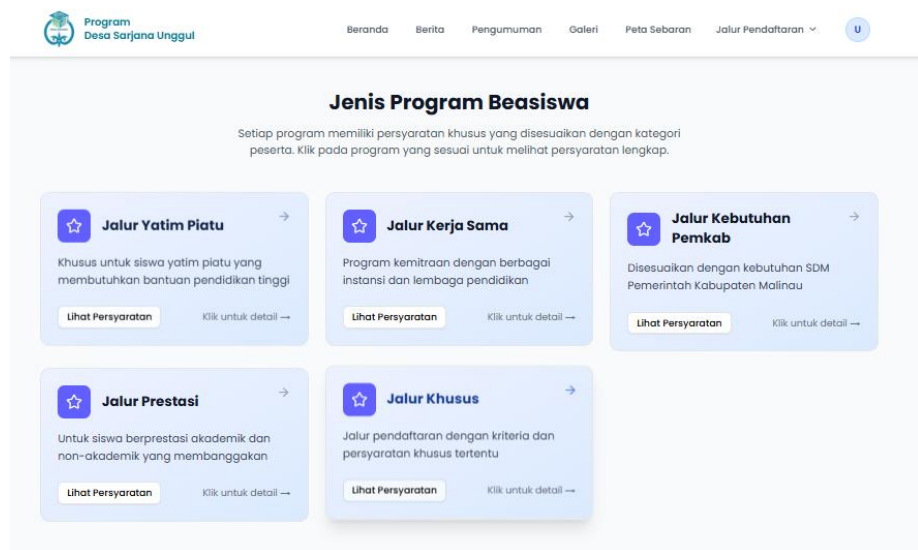 Program
Desa Sarjana Unggul
Beranda
Berita
Pengumuman
Galeri
Peta Sebaran
Jalur Pendaftaran
U
Jenis Program Beasiswa
Setiap program memiliki persyaratan khusus yang disesuaikan dengan kategori
peserta. Klik pada program yang sesuai untuk melihat persyaratan lengkap.
Jalur Yatim Piatu →
Khusus untuk siswa yatim piatu yang
membutuhkan bantuan pendidikan tinggi
Lihat Persyaratan
Klik untuk detail →
Jalur Kerja Sama →
Program kemitraan dengan berbagai
instansi dan lembaga pendidikan
Lihat Persyaratan
Klik untuk detail →
Jalur Kebutuhan →
Pemkab
Disesuaikan dengan kebutuhan SDM
Pemerintah Kabupaten Malinau
Lihat Persyaratan
Klik untuk detail →
Jalur Prestasi →
Untuk siswa berprestasi akademik dan
non-akademik yang membanggakan
Lihat Persyaratan
Klik untuk detail →
Jalur Khusus →
Jalur pendaftaran dengan kriteria dan
persyaratan khusus tertentu
Lihat Persyaratan
Klik untuk detail →